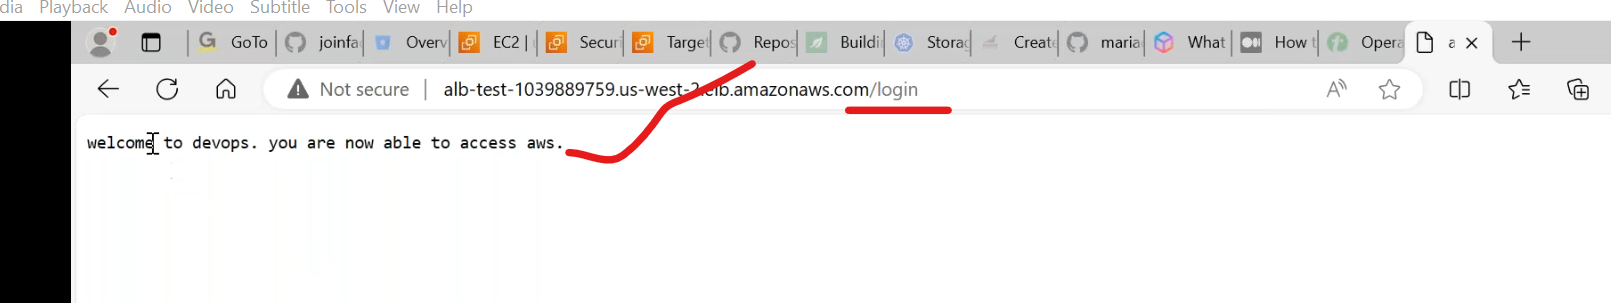 dia Playback Audio Video Subtitle Tools View Help
GoTo joinfa Overv EC2 | Securi Target Repos Buildi Storag Create maria What How t Opera a
Not secure | alb-test-1039889759.us-west-2.elb.amazonaws.com/login
welcome to devops. you are now able to access aws.